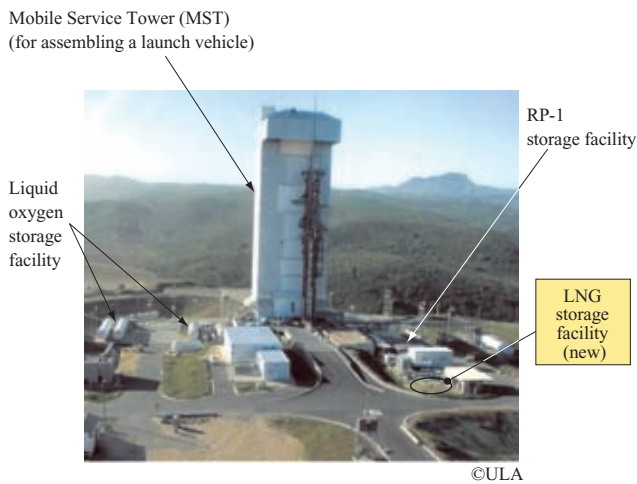 Mobile Service Tower (MST)
(for assembling a launch vehicle)
RP-1
storage facility
Liquid
oxygen
storage
facility
LNG
storage
facility
(new)
©ULA